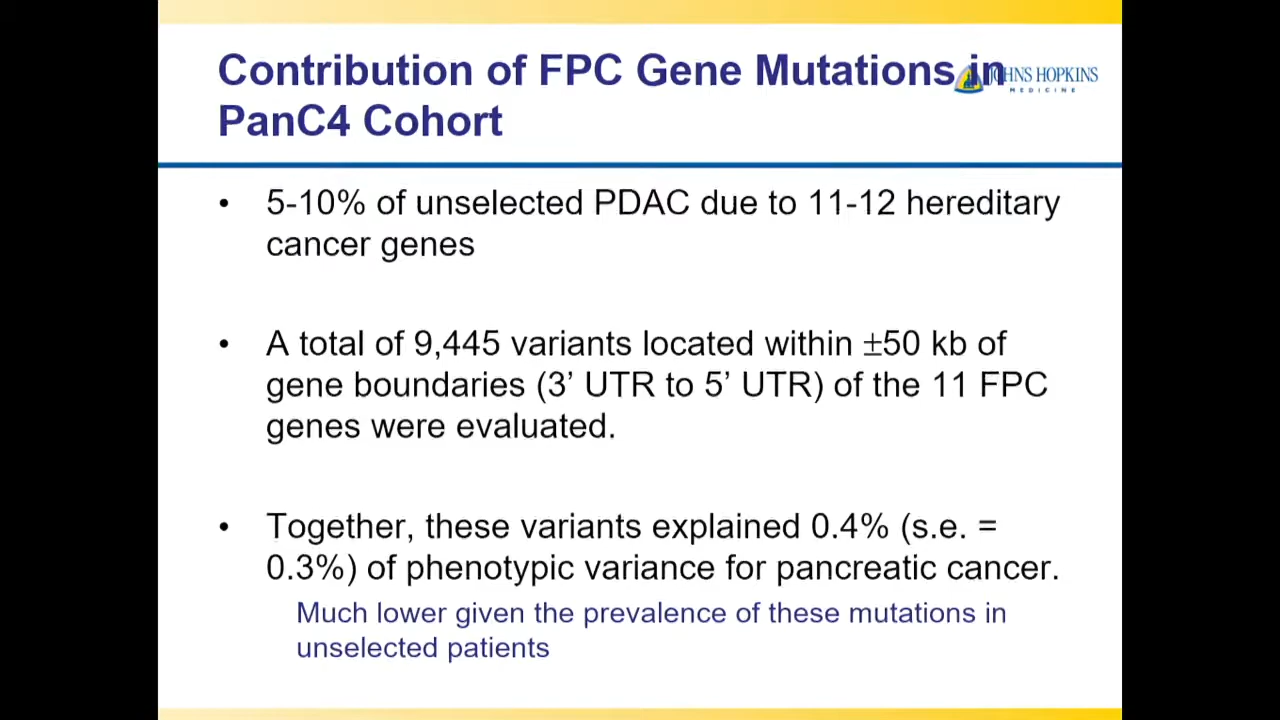 Contribution of FPC Gene Mutations in
JOHNS HOPKINS
MEDICINE
PanC4 Cohort
• 5-10% of unselected PDAC due to 11-12 hereditary
cancer genes
• A total of 9,445 variants located within ±50 kb of
gene boundaries (3’ UTR to 5’ UTR) of the 11 FPC
genes were evaluated.
• Together, these variants explained 0.4% (s.e. =
0.3%) of phenotypic variance for pancreatic cancer.
Much lower given the prevalence of these mutations in
unselected patients